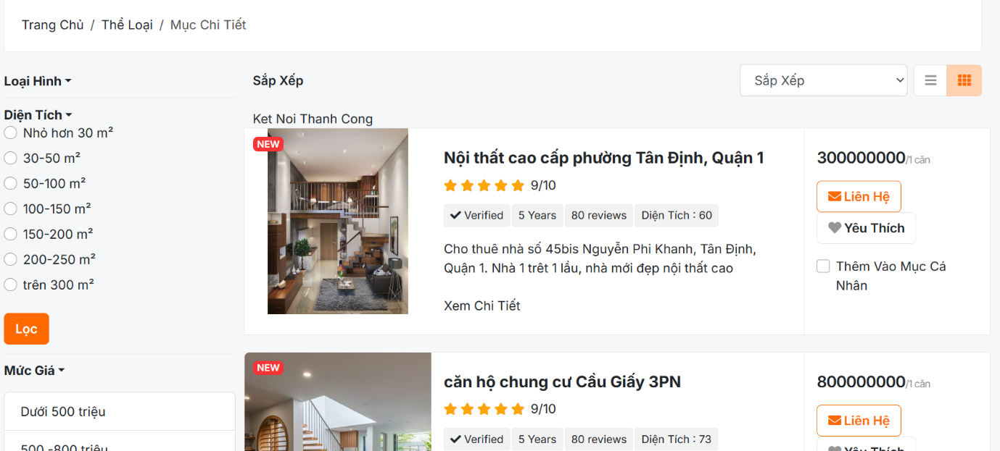 Trang Chủ / Thể Loại / Mục Chi Tiết
Loại Hình
Diện Tích
Nhỏ hơn 30 m²
30-50 m²
50-100 m²
100-150 m²
150-200 m²
200-250 m²
trên 300 m²
Lọc
Mức Giá
Dưới 500 triệu
500 -800 triệu
Sắp Xếp
Sắp Xếp
Ket Noi Thanh Cong
NEW
Nội thất cao cấp phường Tân Định, Quận 1
9/10
Verified 5 Years 80 reviews Diện Tích : 60
Cho thuê nhà số 45bis Nguyễn Phi Khanh, Tân Định,
Quận 1. Nhà 1 trêt 1 lầu, nhà mới đẹp nội thất cao
Xem Chi Tiết
300000000/1 căn
Liên Hệ
Yêu Thích
Thêm Vào Mục Cá
Nhân
NEW
căn hộ chung cư Cầu Giấy 3PN
9/10
Verified 5 Years 80 reviews Diện Tích : 73
800000000/1 căn
Liên Hệ
Yêu Thích